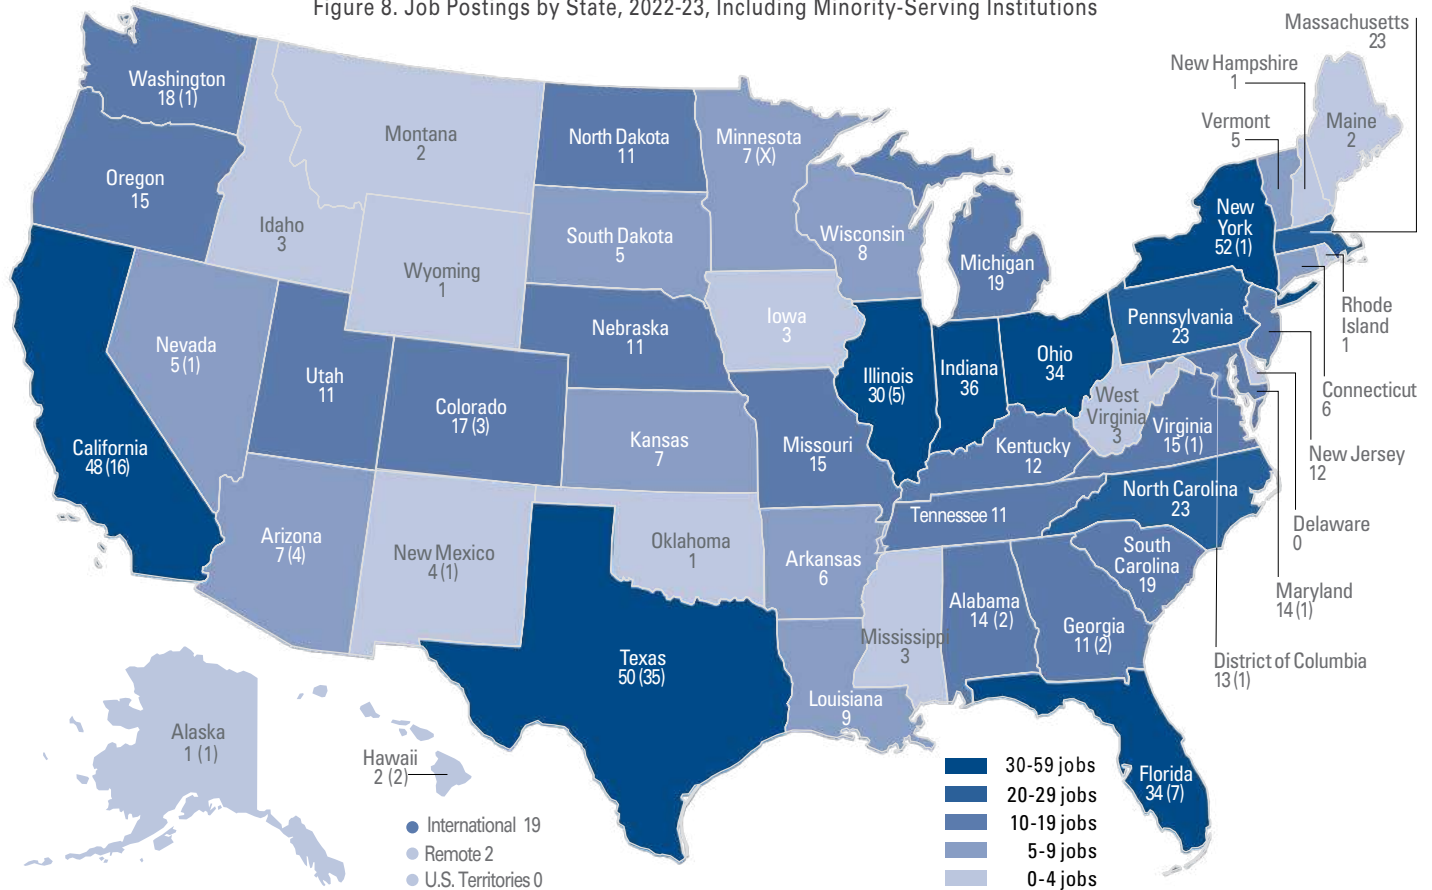 Figure 8. Job Postings by State, 2022-23, Including Minority-Serving Institutions
Massachusetts
23
New Hampshire
1
Vermont
5
Maine
2
Washington
18 (1)
Montana
2
North Dakota
11
Minnesota
7 (X)
Oregon
15
Idaho
3
Wyoming
1
South Dakota
5
Wisconsin
8
Michigan
19
New
York
52 (1)
Rhode
Island
1
Nevada
5 (1)
Utah
11
Colorado
17 (3)
Nebraska
11
Iowa
3
Illinois
30 (5)
Indiana
36
Ohio
34
Pennsylvania
23
Connecticut
6
California
48 (16)
Kansas
7
Missouri
15
Kentucky
12
West
Virginia
3
Virginia
15 (1)
New Jersey
12
Arizona
7 (4)
New Mexico
4 (1)
Oklahoma
1
Arkansas
6
Tennessee 11
North Carolina
23
Delaware
0
South
Carolina
19
Maryland
14 (1)
Texas
50 (35)
Louisiana
9
Mississippi
3
Alabama
14 (2)
Georgia
11 (2)
District of Columbia
13 (1)
Alaska
1 (1)
Hawaii
2 (2)
Florida
34 (7)
International 19
Remote 2
U.S. Territories 0
30-59 jobs
20-29 jobs
10-19 jobs
5-9 jobs
0-4 jobs